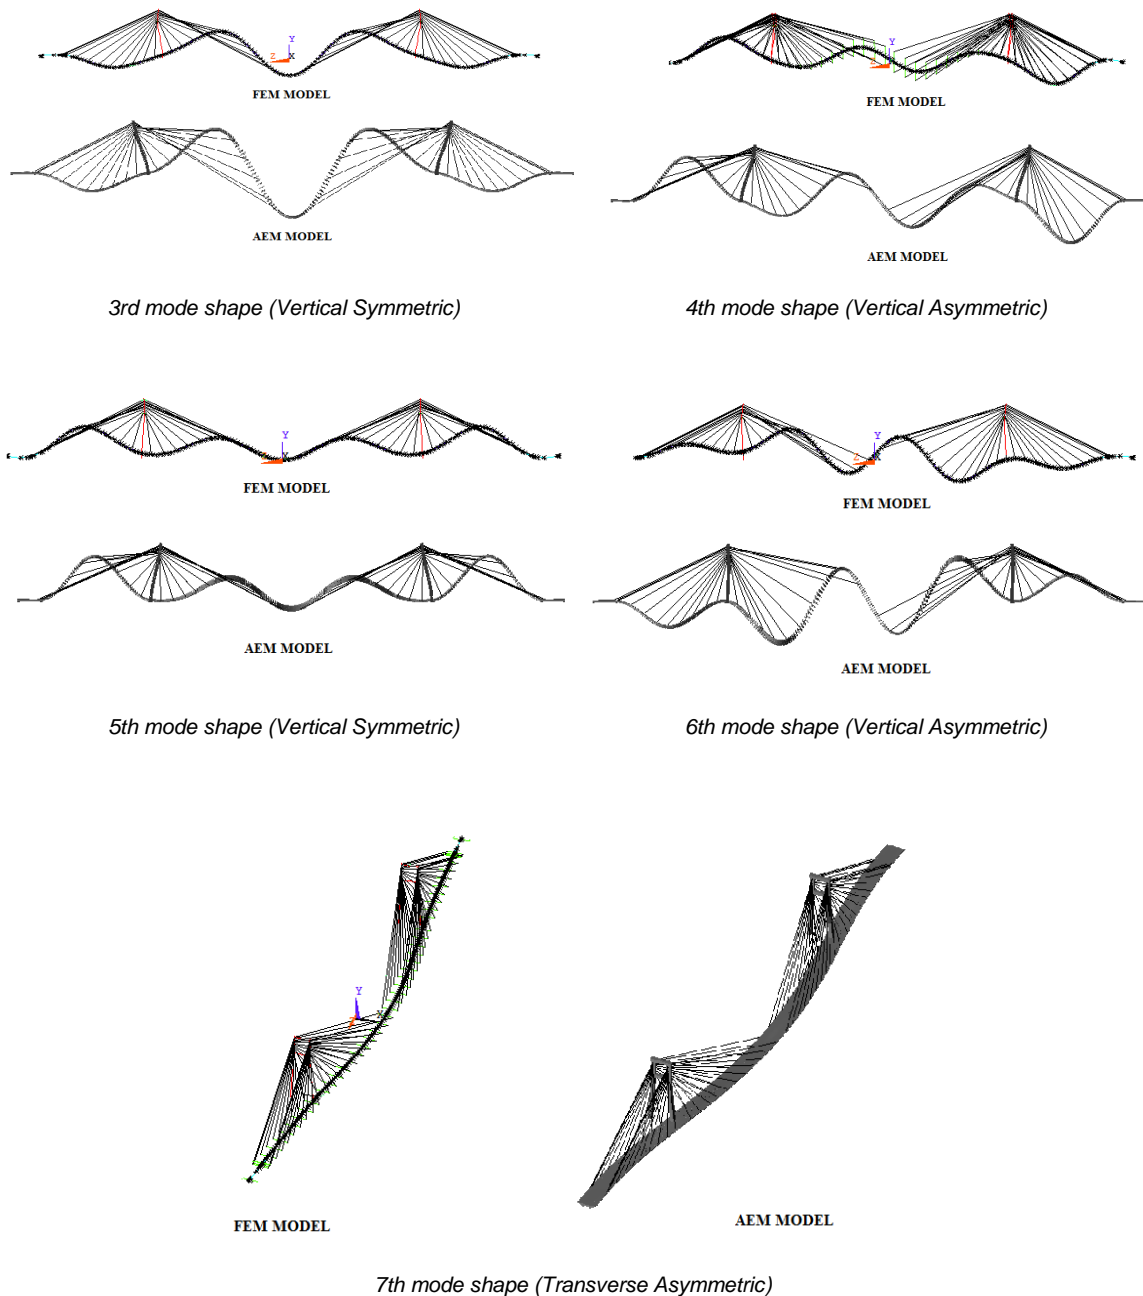 Y
Z X
FEM MODEL
AEM MODEL
3rd mode shape (Vertical Symmetric)
Y
Z
FEM MODEL
AEM MODEL
4th mode shape (Vertical Asymmetric)
Y
Z X
FEM MODEL
AEM MODEL
5th mode shape (Vertical Symmetric)
Y
Z X
FEM MODEL
AEM MODEL
6th mode shape (Vertical Asymmetric)
Y
X
FEM MODEL
AEM MODEL
7th mode shape (Transverse Asymmetric)